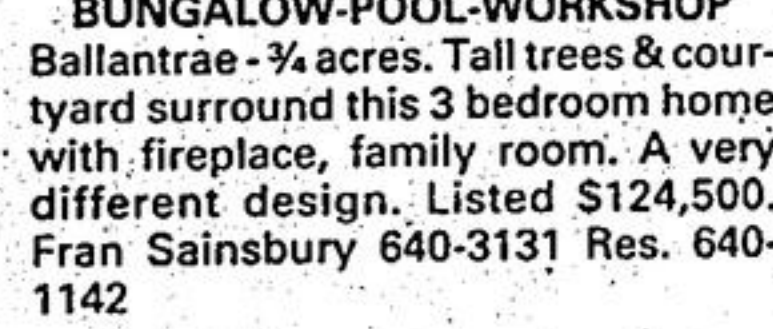 BUNGALOW-POOL-WORKSHOP
Ballantrae - ¾ acres. Tall trees & cour-
tyard surround this 3 bedroom home
with fireplace, family room. A very
different design. Listed $124,500.
Fran Sainsbury 640-3131 Res. 640-
1142